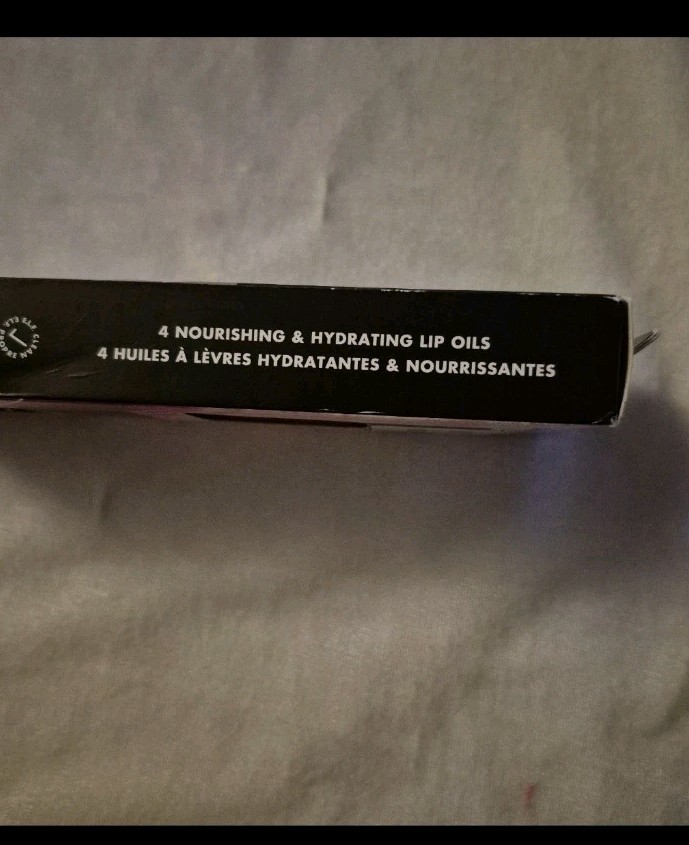 4 NOURISHING & HYDRATING LIP OILS
4 HUILES À LÈVRES HYDRATANTES & NOURRISSANTES